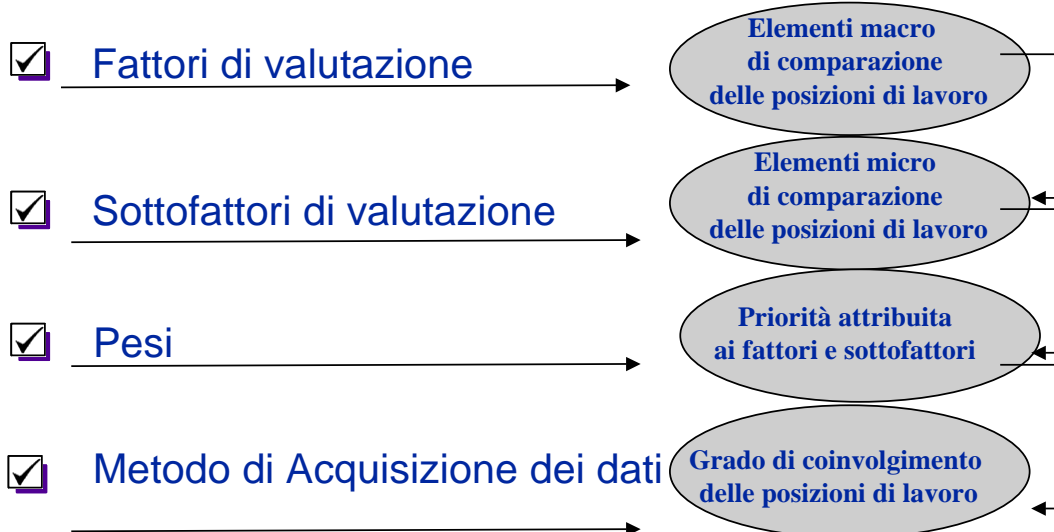 Fattori di valutazione
Elementi macro
di comparazione
delle posizioni di lavoro
Sottofattori di valutazione
Elementi micro
di comparazione
delle posizioni di lavoro
Pesi
Priorità attribuita
ai fattori e sottofattori
Metodo di Acquisizione dei dati
Grado di coinvolgimento
delle posizioni di lavoro